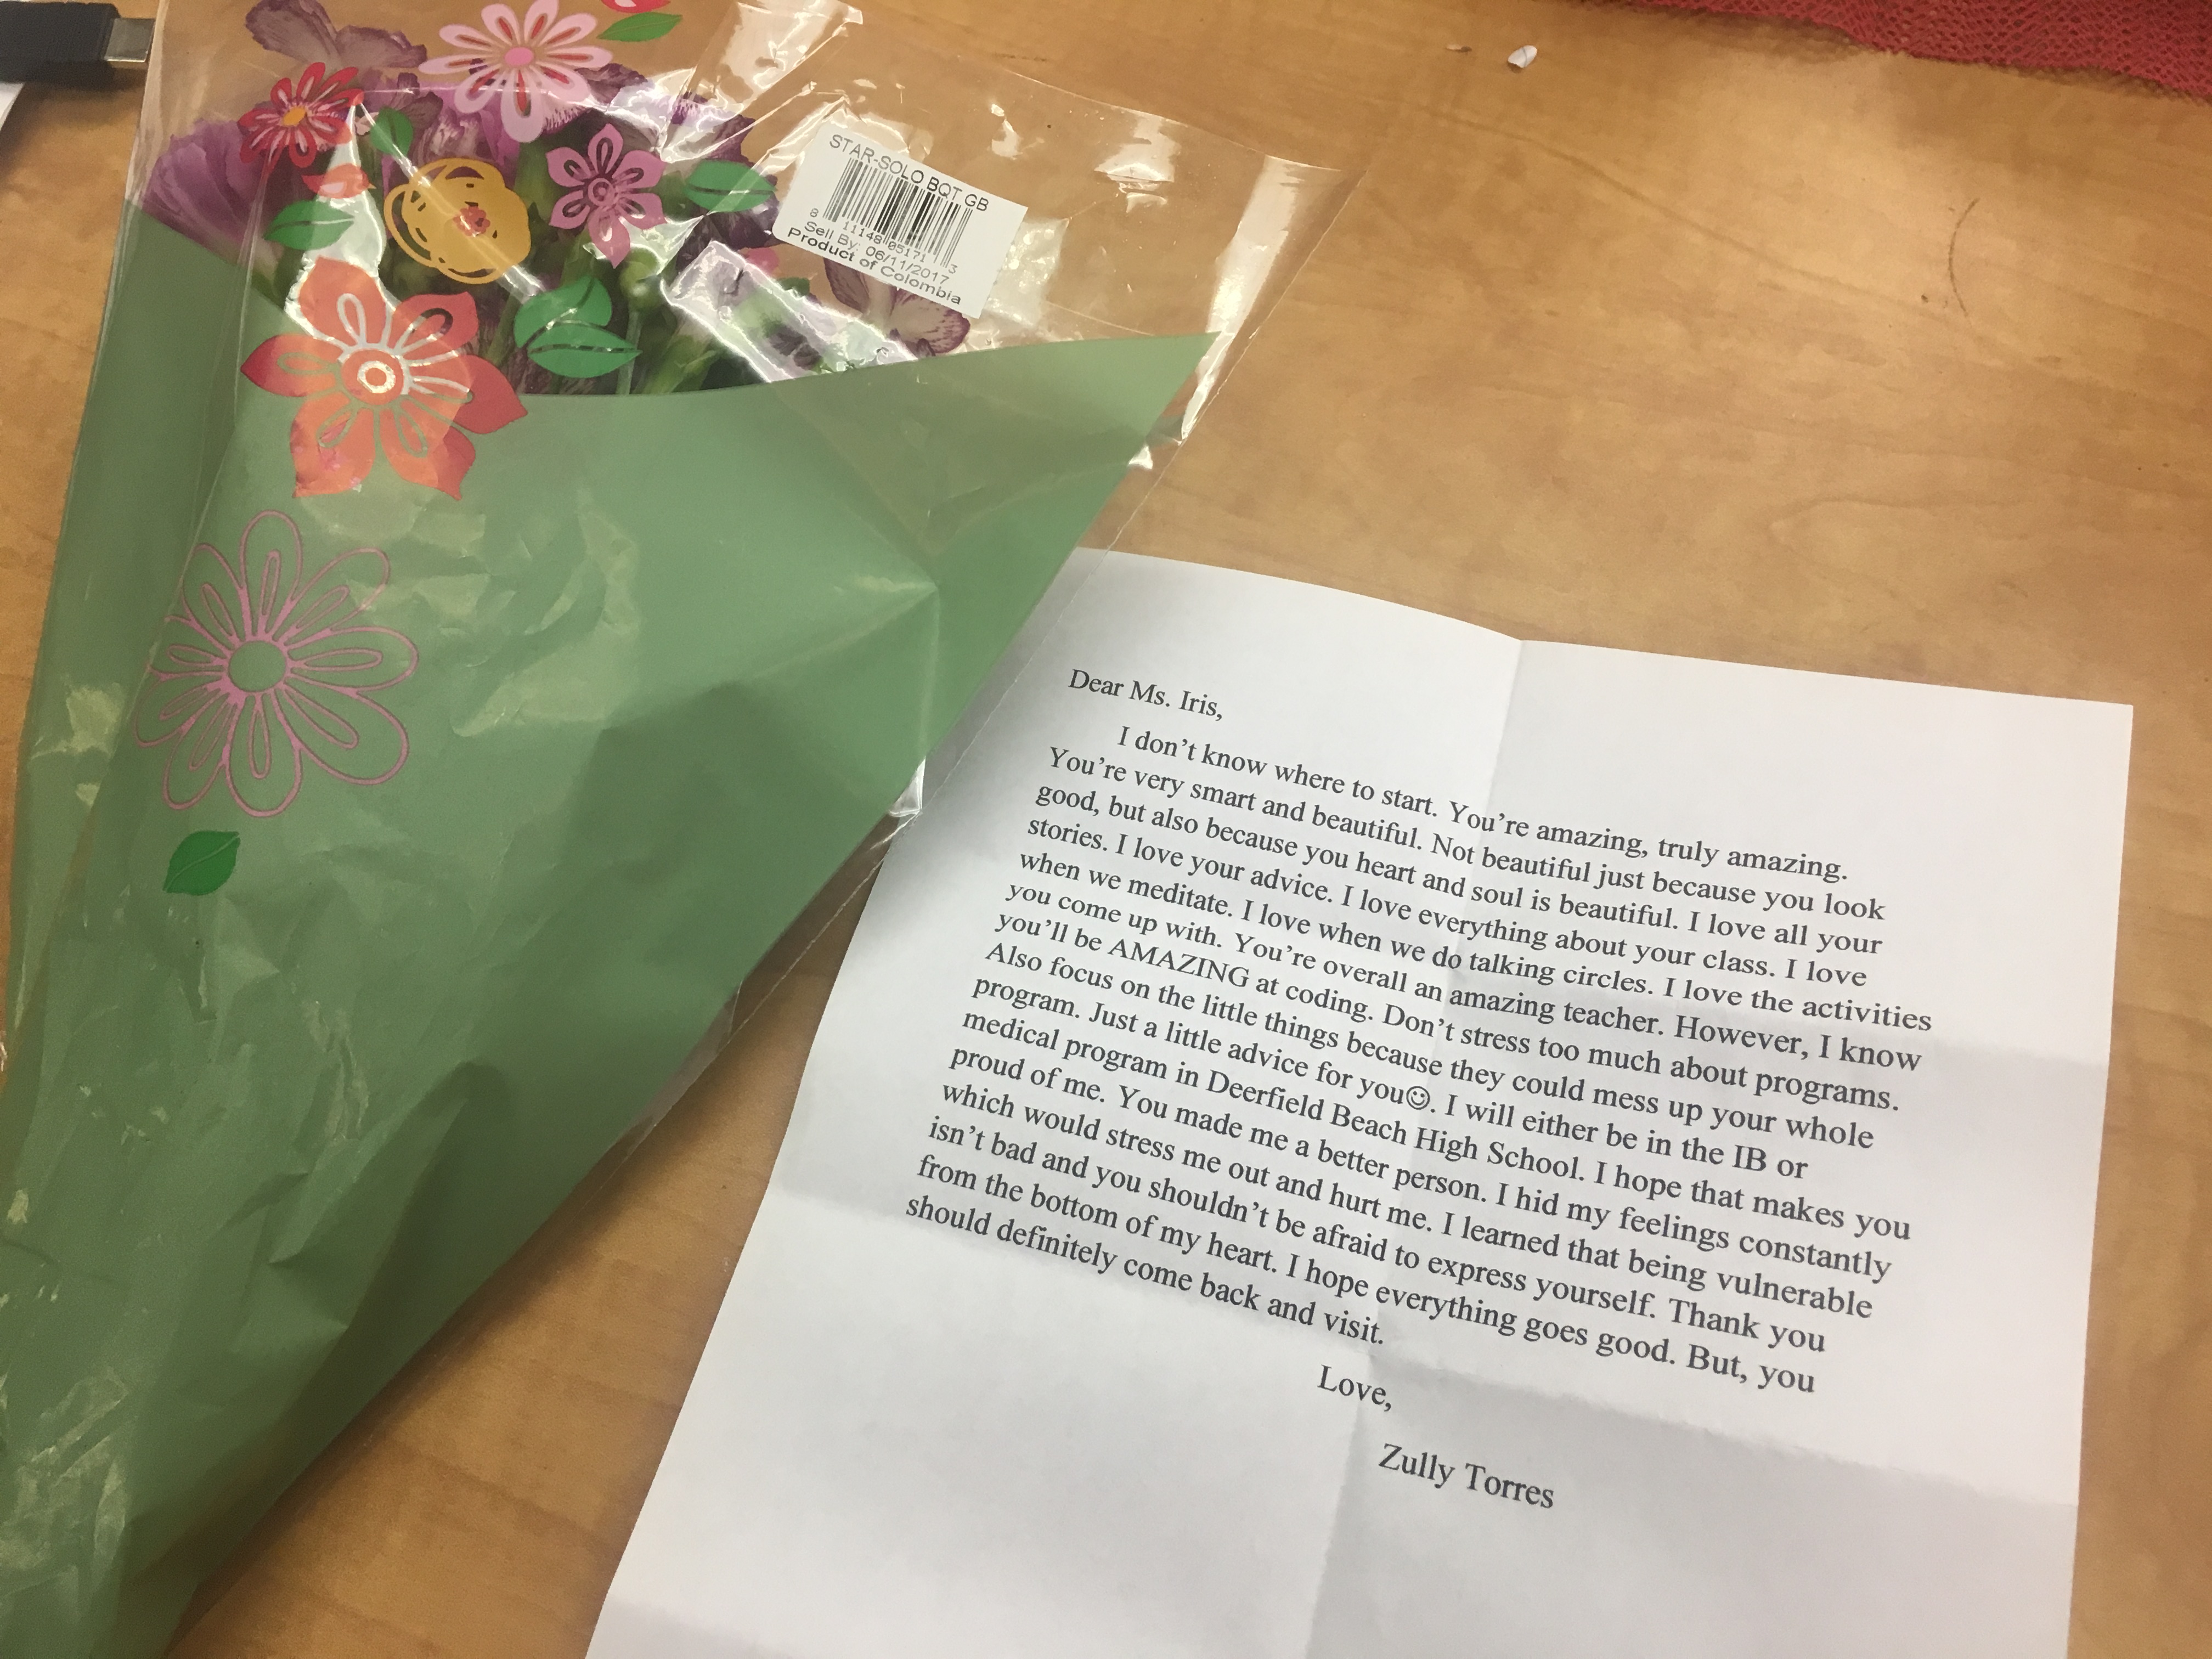 STAR-SOLO BQT GB
8 11148 05171 3
Sell By: 06/11/2017
Product of Colombia
Dear Ms. Iris,
I don't know where to start. You're amazing, truly amazing.
You're very smart and beautiful. Not beautiful just because you look
good, but also because you heart and soul is beautiful. I love all your
stories. I love your advice. I love everything about your class. I love
when we meditate. I love when we do talking circles. I love the activities
you come up with. You're overall an amazing teacher. However, I know
you'll be AMAZING at coding. Don't stress too much about programs.
Also focus on the little things because they could mess up your whole
program. Just a little advice for you☺. I will either be in the IB or
medical program in Deerfield Beach High School. I hope that makes you
proud of me. You made me a better person. I hid my feelings constantly
which would stress me out and hurt me. I learned that being vulnerable
isn't bad and you shouldn't be afraid to express yourself. Thank you
from the bottom of my heart. I hope everything goes good. But, you
should definitely come back and visit.
Love,
Zully Torres